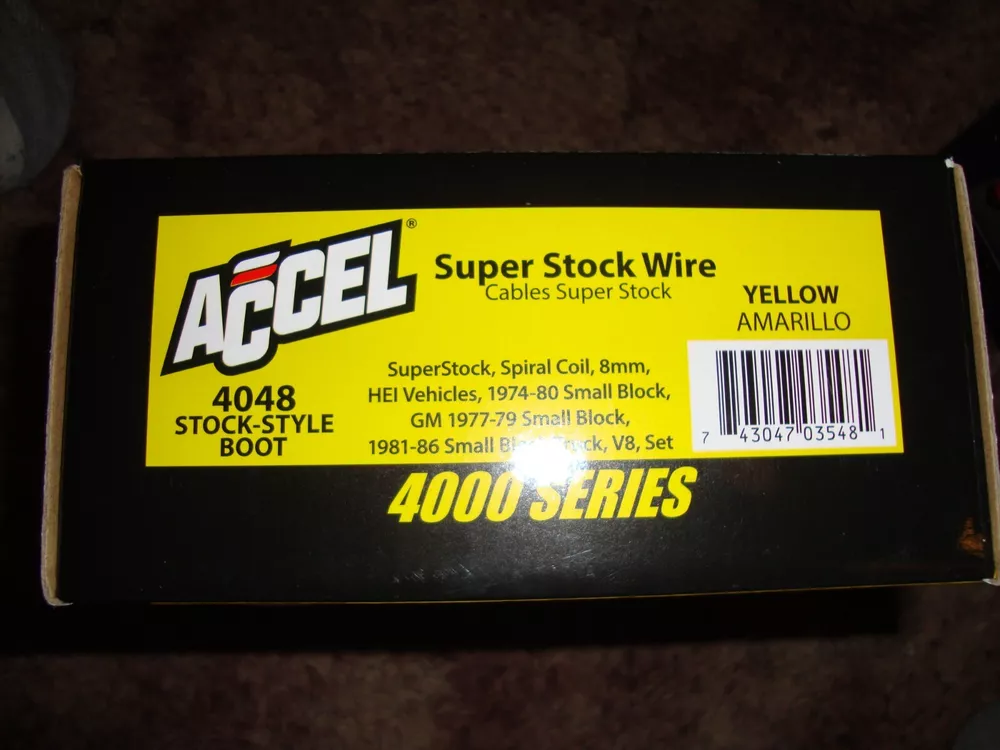 ACCEL®
Super Stock Wire
Cables Super Stock
YELLOW
AMARILLO
4048
STOCK-STYLE
BOOT
SuperStock, Spiral Coil, 8mm,
HEI Vehicles, 1974-80 Small Block,
GM 1977-79 Small Block,
1981-86 Small Block Truck, V8, Set
7 43047 03548 1
4000 SERIES